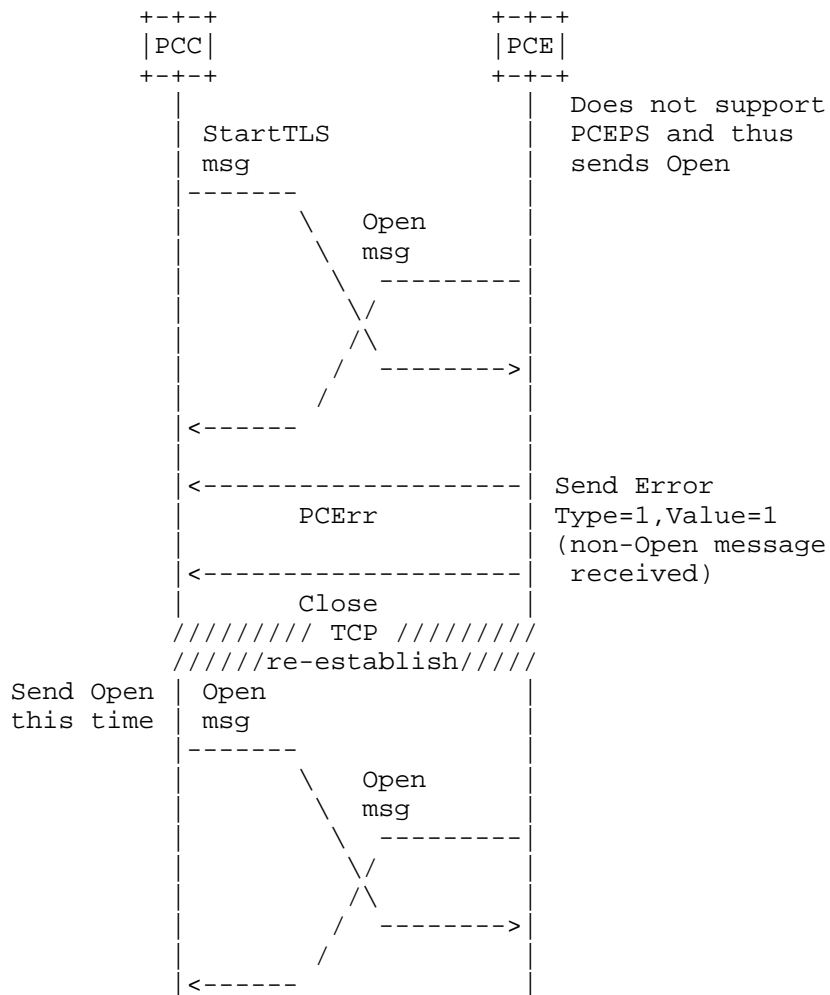 +-+-+ +-+-+
|PCC| |PCE|
+-+-+ +-+-+
| | Does not support
| StartTLS | PCEPS and thus
| msg | sends Open
|------- |
| \ Open |
| \ msg |
| \ ---------|
| \/ |
| /\ |
| / -------->|
| / |
|<------ |
| |
|<---------------------| Send Error
| PCErr | Type=1,Value=1
| | (non-Open message
|<---------------------| received)
| Close |
///////// TCP /////////
//////re-establish/////
Send Open | Open |
this time | msg |
|------- |
| \ Open |
| \ msg |
| \ ---------|
| \/ |
| /\ |
| / -------->|
| / |
|<------ |